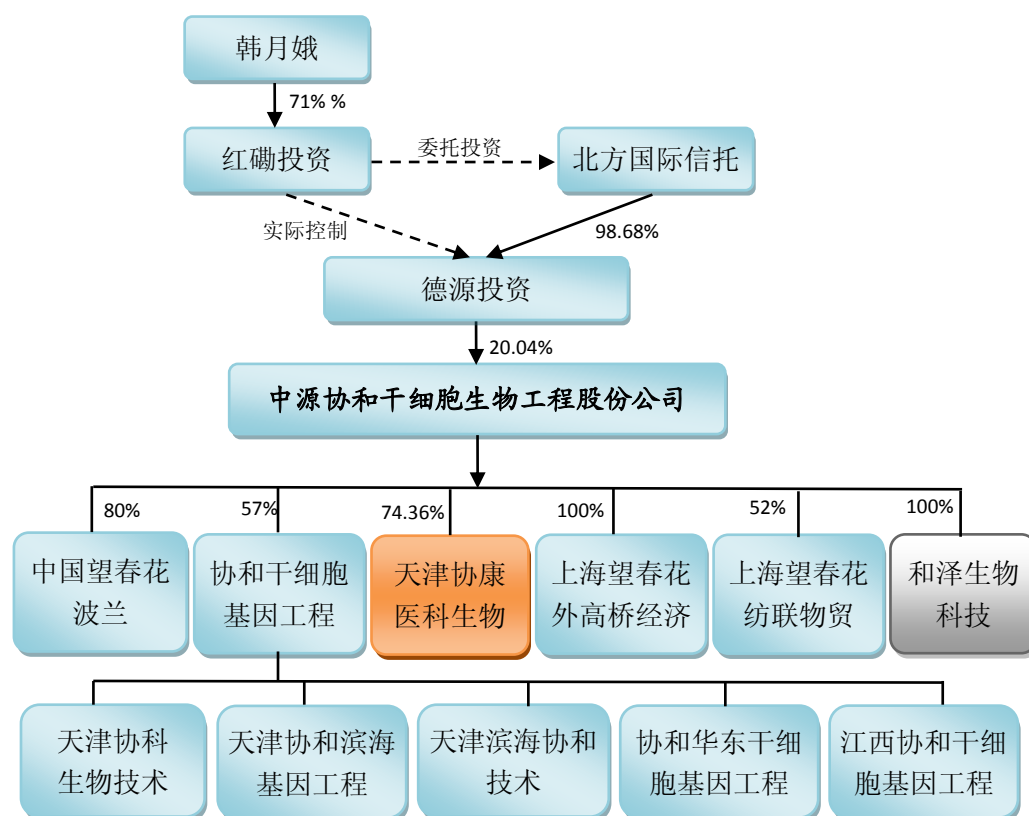 韩月娥
71% %
红磡投资
委托投资
北方国际信托
实际控制
98.68%
德源投资
20.04%
中源协和干细胞生物工程股份公司
80%
57%
74.36%
100%
52%
100%
中国望春花
波兰
协和干细胞
基因工程
天津协康
医科生物
上海望春花
外高桥经济
上海望春花
纺联物贸
和泽生物
科技
天津协科
生物技术
天津协和滨海
基因工程
天津滨海协和
技术
协和华东干细
胞基因工程
江西协和干细
胞基因工程